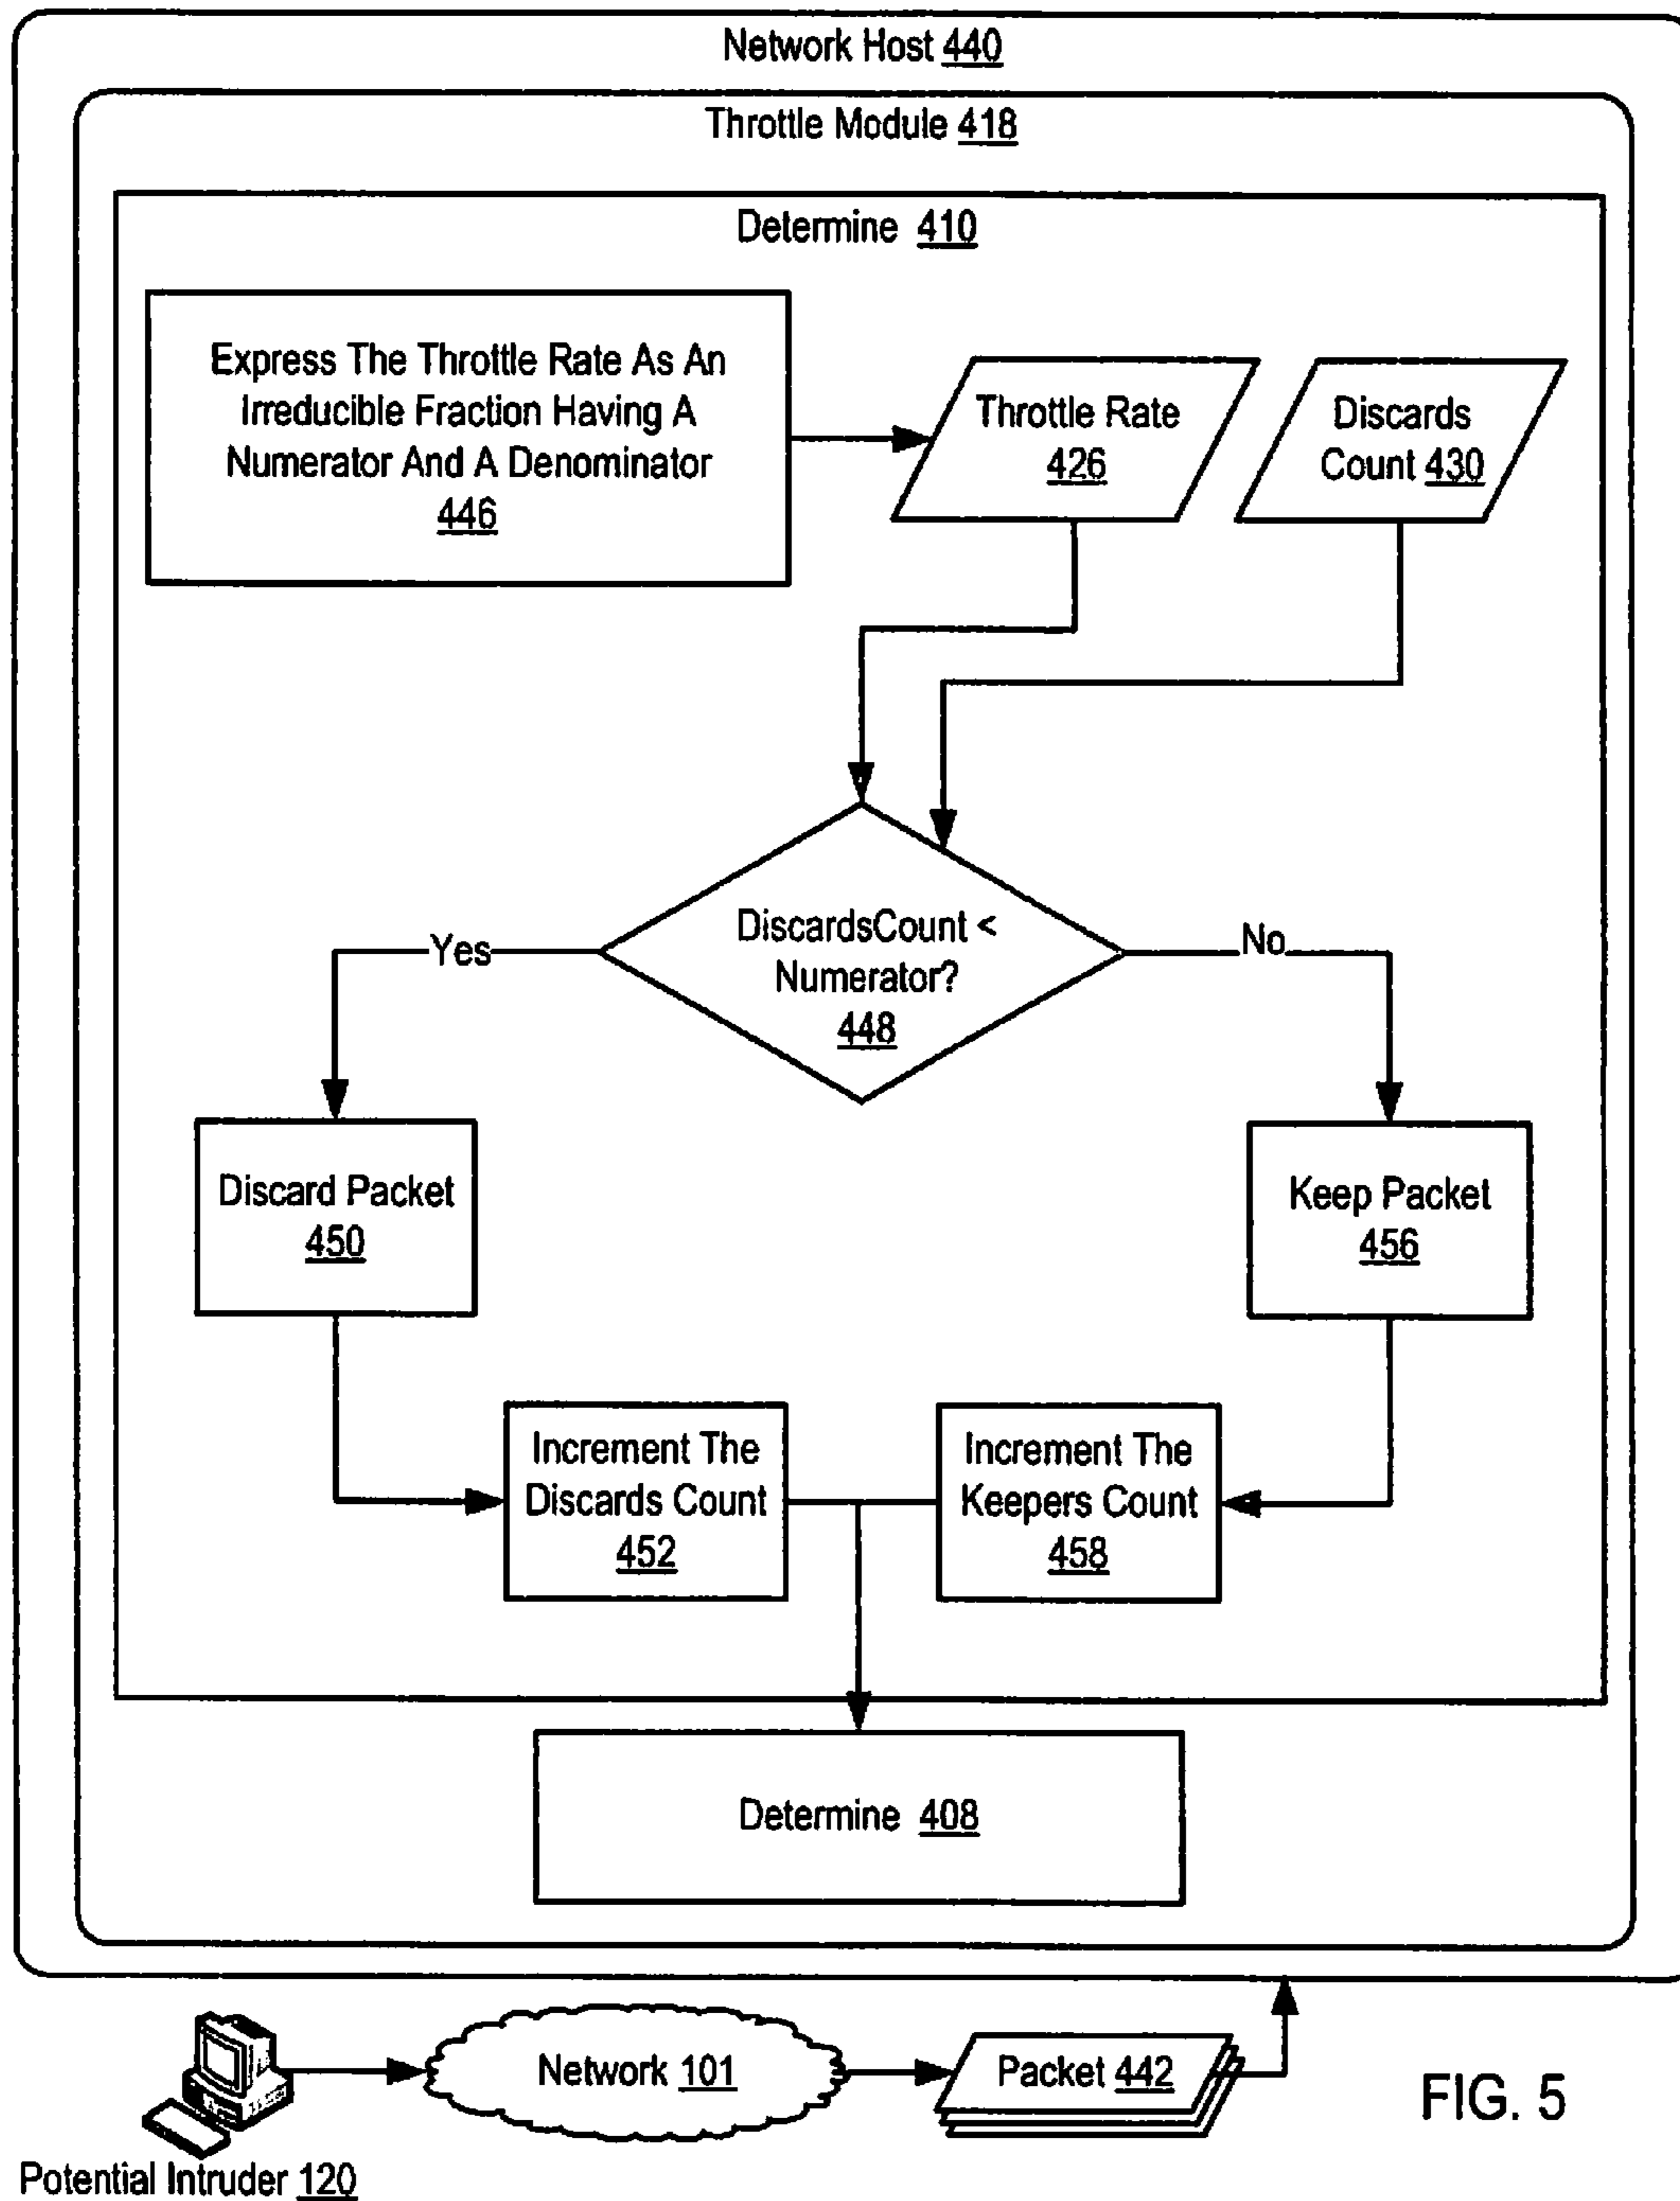 Network Host 440
Throttle Module 418
Determine 410
Express The Throttle Rate As An
Irreducible Fraction Having A
Numerator And A Denominator
446
Throttle Rate
426
Discards
Count 430
DiscardsCount <
Numerator?
448
Yes
No
Discard Packet
450
Keep Packet
456
Increment The
Discards Count
452
Increment The
Keepers Count
458
Determine 408
Network 101
Packet 442
Potential Intruder 120
FIG. 5